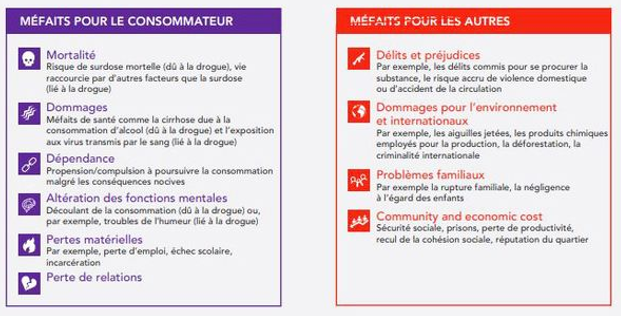 MÉFAITS POUR LE CONSOMMATEUR
Mortalité
Risque de surdose mortelle (dû à drogue), vie
raccourcie par d'autres facteurs que la surdose
(lié à la drogue)
Dommages
Méfaits de santé comme la cirrhose due à la
consommation d'alcool (dû à la drogue) et l'exposition
aux virus transmis par le sang (lié à la drogue)
Dépendance
Propension/compulsion à poursuivre la consommation
malgré les conséquences nocives
Altération des fonctions mentales
Découlant de la consommation (dû à la drogue) ou,
par exemple, troubles de l'humeur (lié à la drogue)
Pertes matérielles
Par exemple, perte d'emploi, échec scolaire,
incarcération
Perte de relations
MÉFAITS POUR LES AUTRES
Délits et préjudices
Par exemple, les délits commis pour se procurer la
substance, le risque accru de violence domestique
ou d'accident de la circulation
Dommages pour l'environnement
et internationaux
Par exemple, les aiguilles jetées, les produits chimiques
employés pour la production, la déforestation, la
criminalité internationale
Problèmes familiaux
Par exemple la rupture familiale, la négligence
à l'égard des enfants
Community and economic cost
Sécurité sociale, prisons, perte de productivité,
recul de la cohésion sociale, réputation du quartier